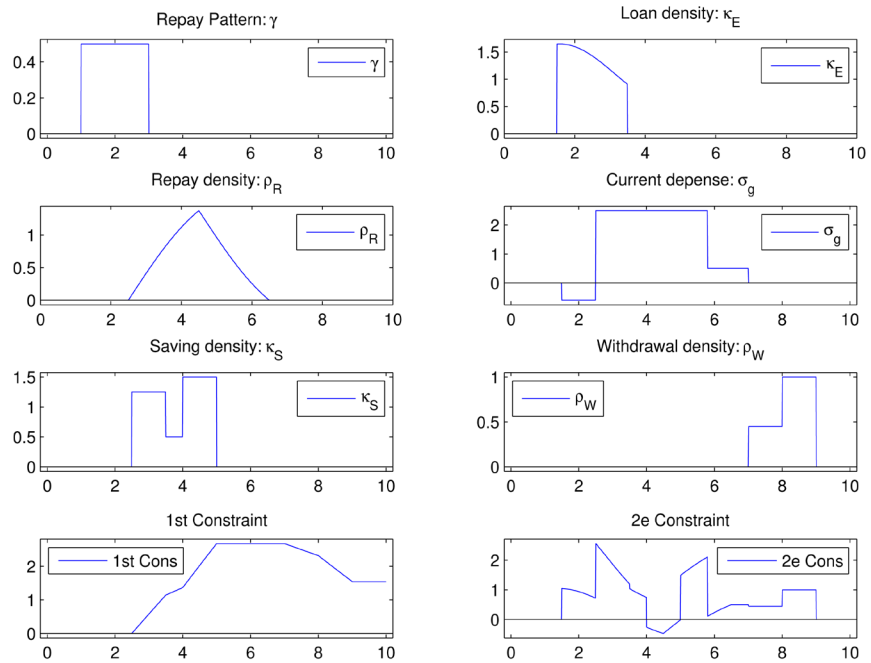 Repay Pattern: γ
0.4
0.2
0
γ
0 2 4 6 8 10
Loan density: κ_E
1.5
1
0.5
0
κ_E
0 2 4 6 8 10
Repay density: ρ_R
1
0.5
0
ρ_R
0 2 4 6 8 10
Current depense: σ_g
2
1
0
σ_g
0 2 4 6 8 10
Saving density: κ_S
1.5
1
0.5
0
κ_S
0 2 4 6 8 10
Withdrawal density: ρ_W
1
0.5
0
ρ_W
0 2 4 6 8 10
1st Constraint
2
1
0
1st Cons
0 2 4 6 8 10
2e Constraint
2
1
0
2e Cons
0 2 4 6 8 10